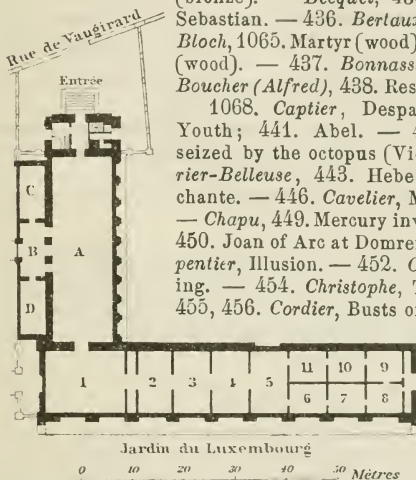 (bronze). — Becquet, 43
Sebastian. — 436. Bertaux
Bloch, 1065. Martyr (wood)
(wood). — 437. Bonnass
Boucher (Alfred), 438. Res
1068. Captier, Despa
Youth; 441. Abel. — 4
seized by the octopus (Vi
rier-Belleuse, 443. Hebe
chante. — 446. Cavelier, M
— Chapu, 449. Mercury inv
450. Joan of Arc at Domre
pentier, Illusion. — 452. C
ing. — 454. Christophe, T
455, 456. Cordier, Busts o
Rue de Vaugirard
Entrée
C
B
A
D
1 2 3 4 5 11 10 9
6 7 8
Jardin du Luxembourg
0 10 20 30 40 50 Mètres